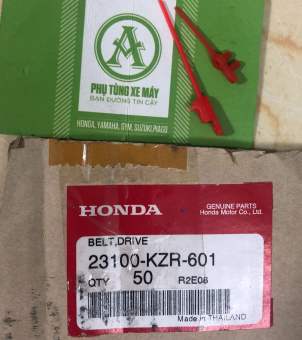 A
PHỤ TÙNG XE MÁY
BẠN ĐƯỜNG TIN CẬY
HONDA, YAMAHA, SYM, SUZUKI, PIAGO
HONDA
GENUINE PARTS
Honda Motor Co., Ltd.
BELT,DRIVE
23100-KZR-601
QTY 50 R2E08
Made in THAILAND